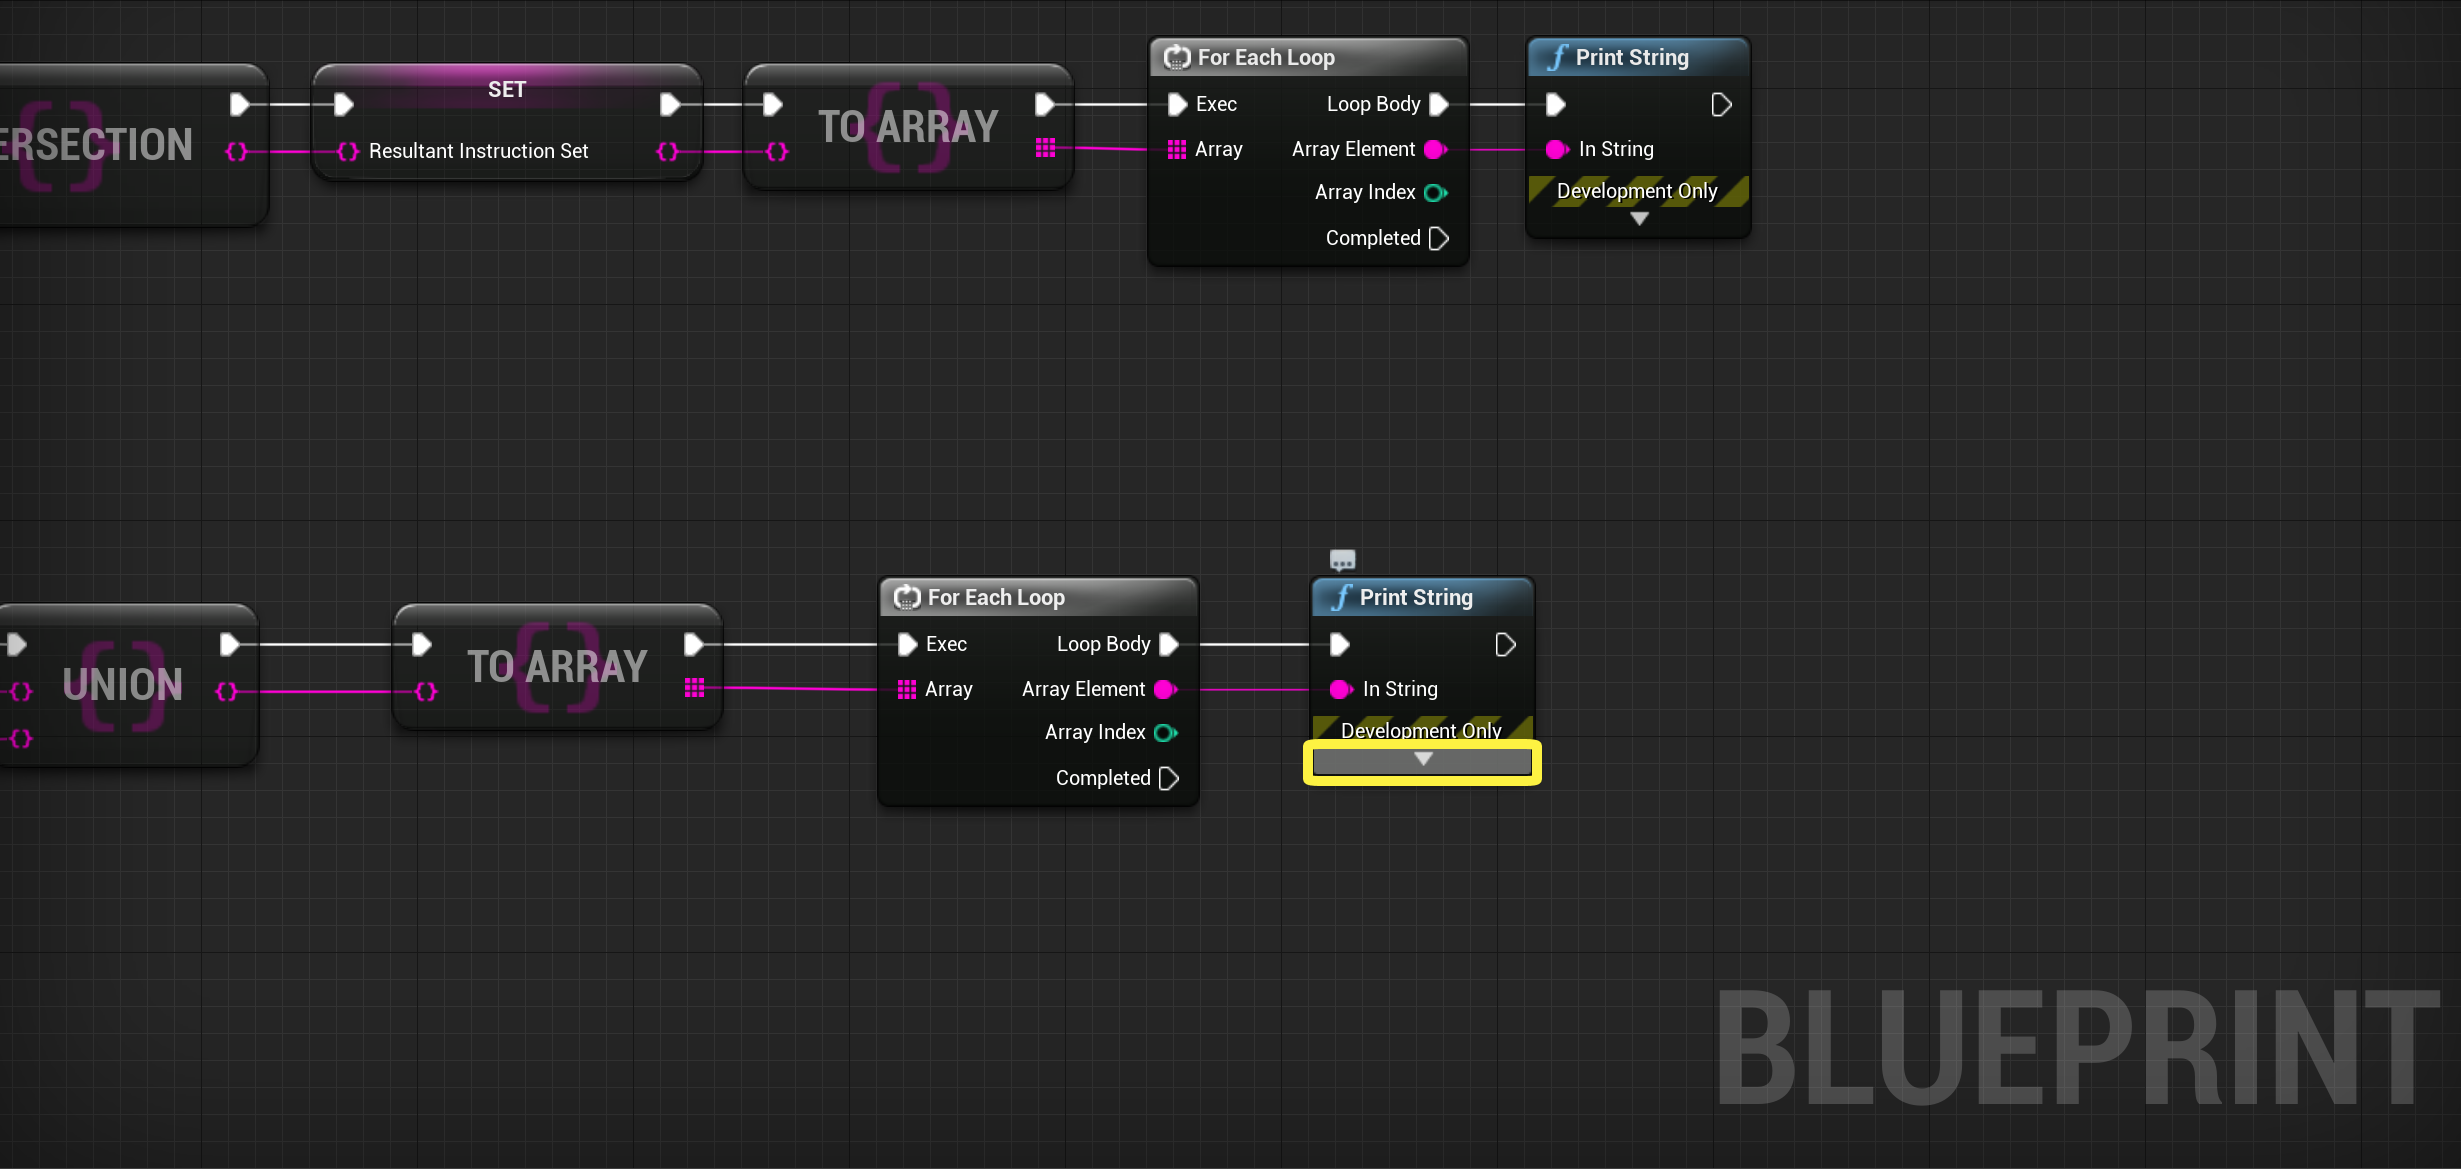 ERSECTION
SET
Resultant Instruction Set
TO ARRAY
For Each Loop
Exec
Loop Body
Array
Array Element
Array Index
Completed
Print String
In String
Development Only
UNION
TO ARRAY
For Each Loop
Exec
Loop Body
Array
Array Element
Array Index
Completed
Print String
In String
Development Only
BLUEPRINT